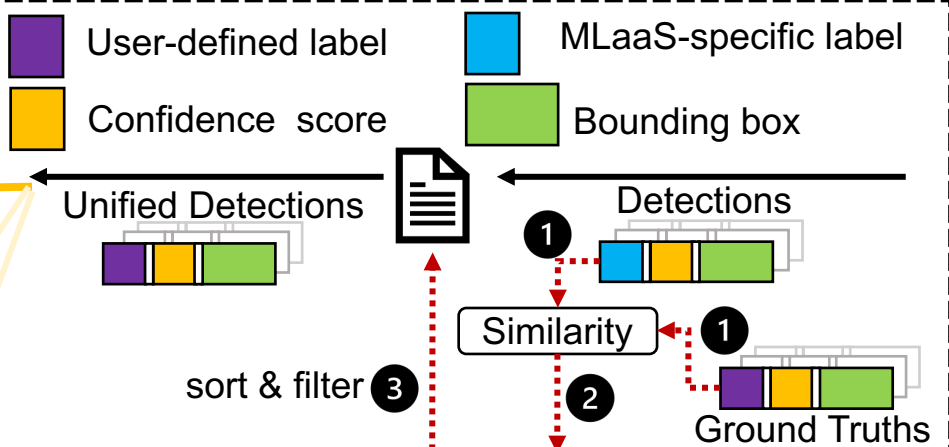 User-defined label
MLaaS-specific label
Confidence score
Bounding box
Unified Detections
Detections
1
Similarity
1
sort & filter 3
2
Ground Truths